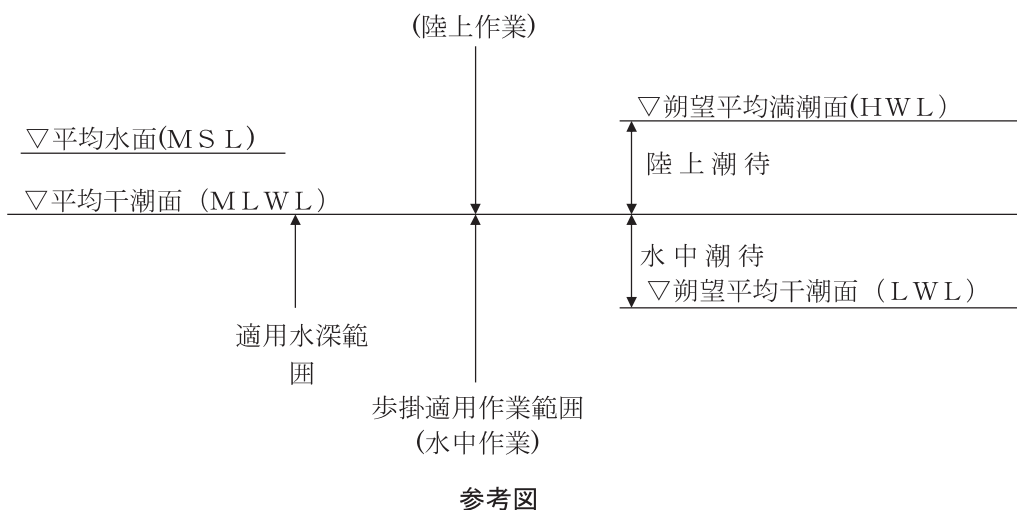 (陸上作業)
▽朔望平均満潮面(HWL)
▽平均水面(MSL)
陸上潮待
▽平均干潮面（MLWL）
水中潮待
▽朔望平均干潮面（LWL）
適用水深範
囲
歩掛適用作業範囲
(水中作業)
参考図